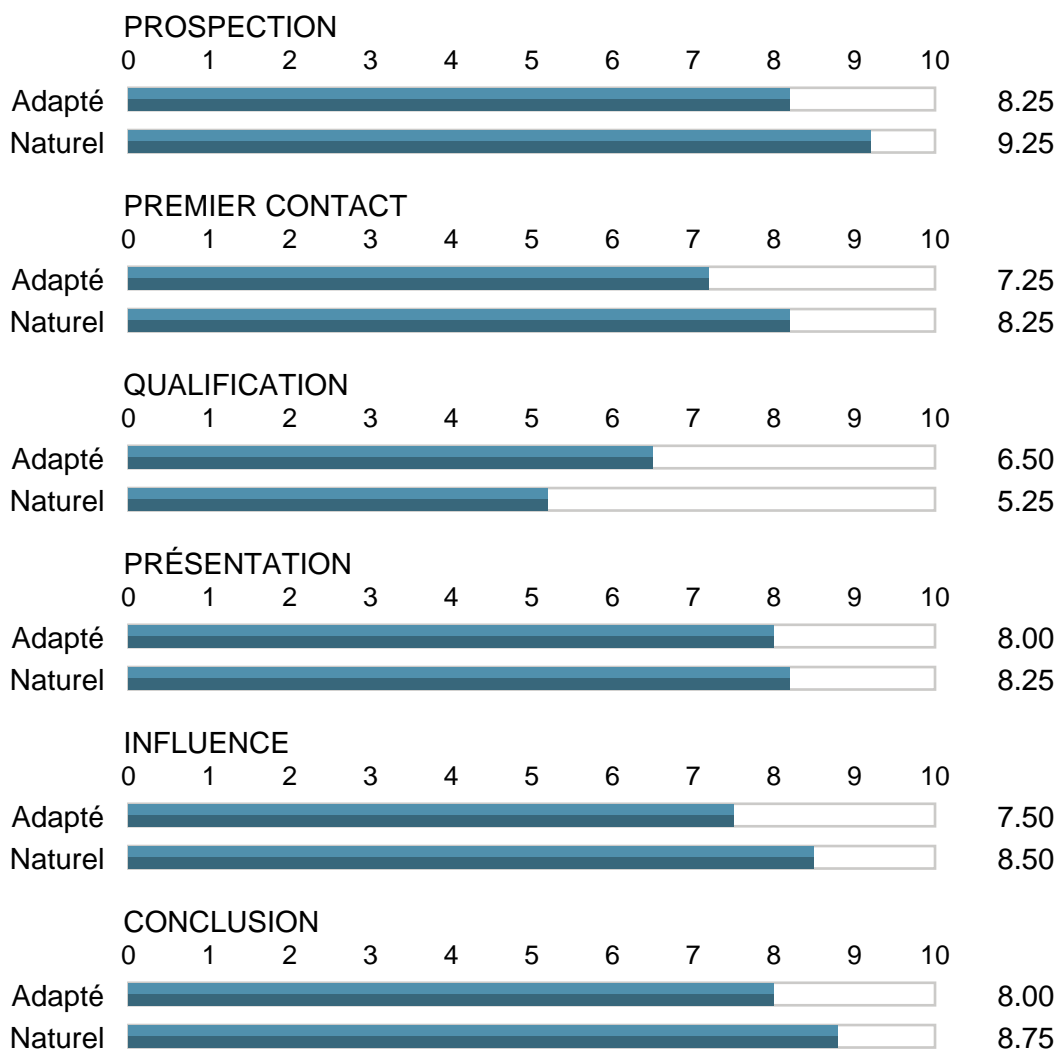 PROSPECTION
0 1 2 3 4 5 6 7 8 9 10
Adapté 8.25
Naturel 9.25
PREMIER CONTACT
0 1 2 3 4 5 6 7 8 9 10
Adapté 7.25
Naturel 8.25
QUALIFICATION
0 1 2 3 4 5 6 7 8 9 10
Adapté 6.50
Naturel 5.25
PRÉSENTATION
0 1 2 3 4 5 6 7 8 9 10
Adapté 8.00
Naturel 8.25
INFLUENCE
0 1 2 3 4 5 6 7 8 9 10
Adapté 7.50
Naturel 8.50
CONCLUSION
0 1 2 3 4 5 6 7 8 9 10
Adapté 8.00
Naturel 8.75